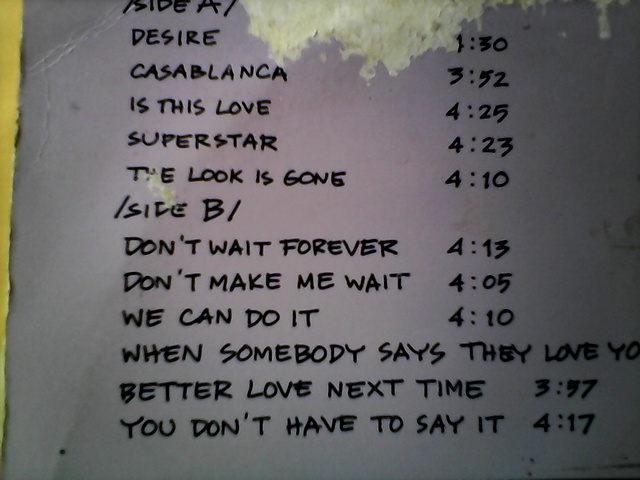 /SIDE A/
DESIRE 1:30
CASABLANCA 3:52
IS THIS LOVE 4:25
SUPERSTAR 4:23
THE LOOK IS GONE 4:10
/SIDE B/
DON'T WAIT FOREVER 4:13
DON'T MAKE ME WAIT 4:05
WE CAN DO IT 4:10
WHEN SOMEBODY SAYS THEY LOVE YO
BETTER LOVE NEXT TIME 3:57
YOU DON'T HAVE TO SAY IT 4:17